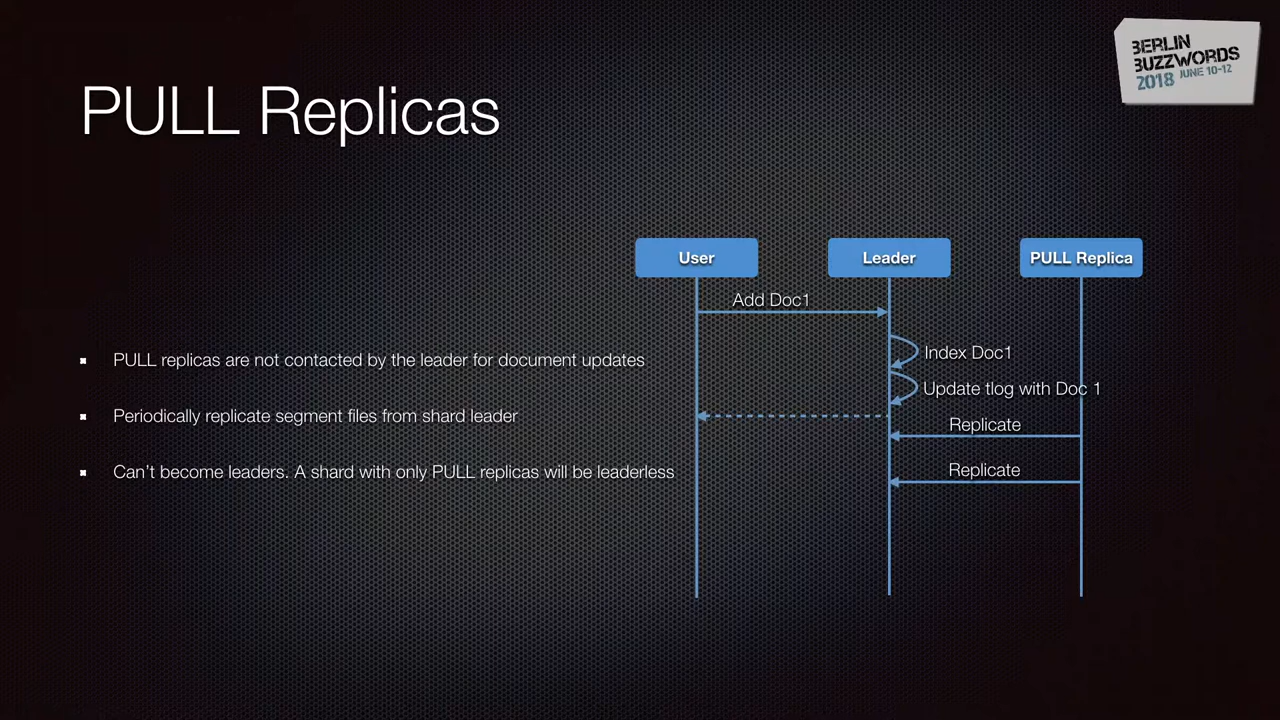 BERLIN
BUZZWORDS
2018 JUNE 10-12
PULL Replicas
User
Leader
PULL Replica
Add Doc1
Index Doc1
Update tlog with Doc 1
Replicate
Replicate
PULL replicas are not contacted by the leader for document updates
Periodically replicate segment files from shard leader
Can't become leaders. A shard with only PULL replicas will be leaderless